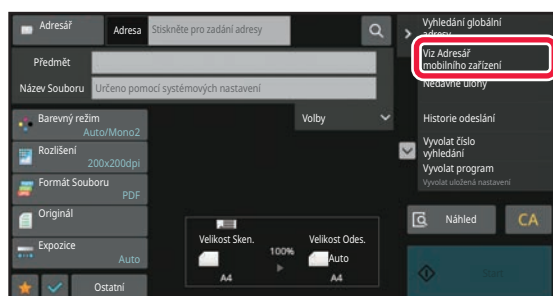 Adresář
Adresa
Stiskněte pro zadání adresy
Předmět
Název Souboru
Určeno pomocí systémových nastavení
Barevný režim
Auto/Mono2
Rozlišení
200x200dpi
Formát Souboru
PDF
Originál
Expozice
Auto
Ostatní
Volby
Velikost Sken.
A4
100%
Velikost Odes.
Auto
A4
Vyhledání globální
adresy
Viz Adresář
mobilního zařízení
Nedávné úlohy
Historie odeslání
Vyvolat číslo
vyhledání
Vyvolat program
Vyvolat uložená nastavení
Náhled
CA
Start